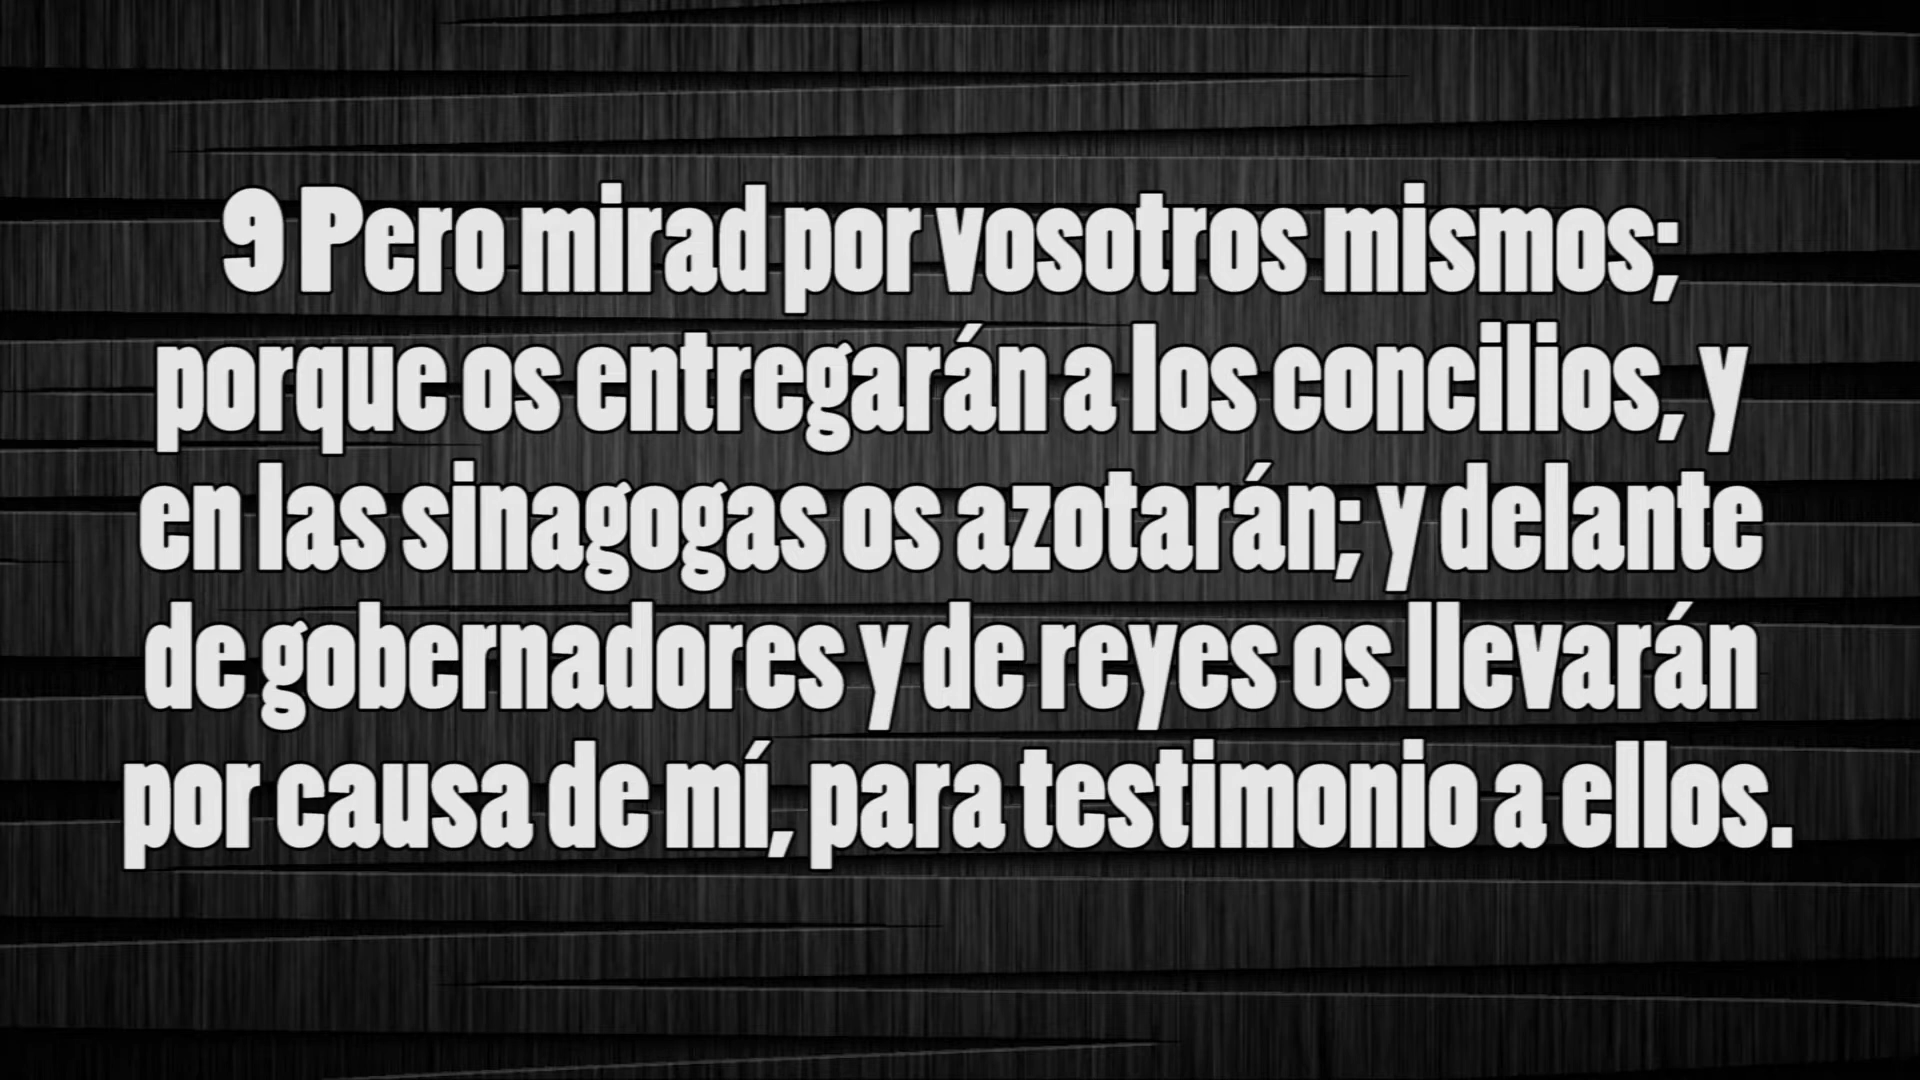 9 Pero mirad por vosotros mismos;
porque os entregarán a los concilios, y
en las sinagogas os azotarán; y delante
de gobernadores y de reyes os llevarán
por causa de mí, para testimonio a ellos.